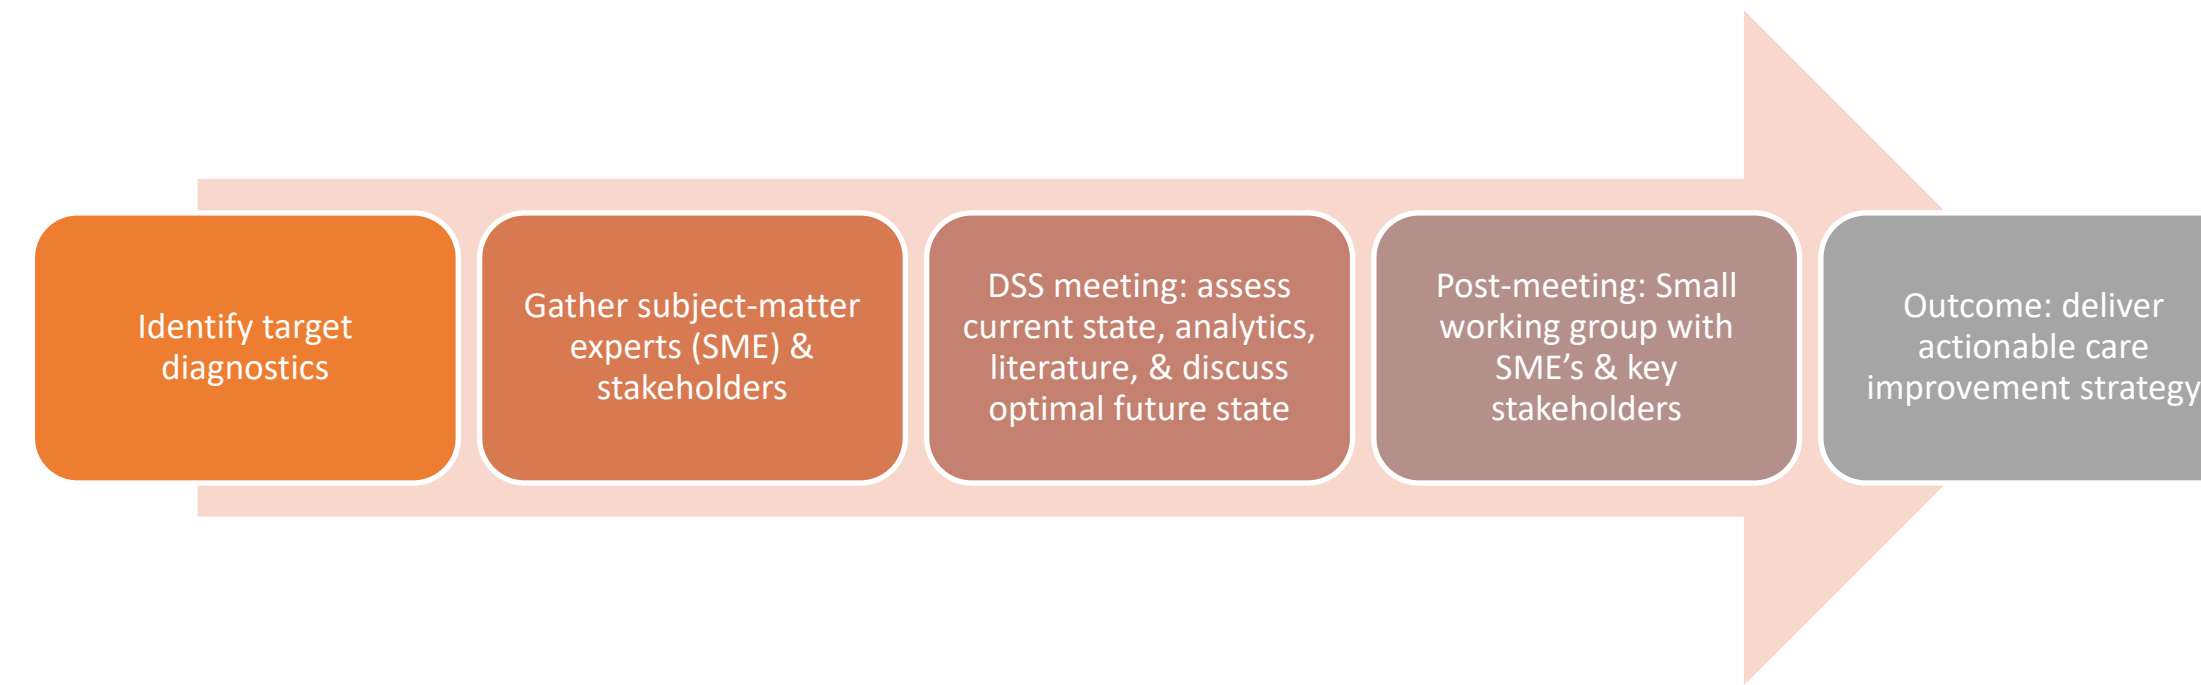 Identify target
diagnostics
Gather subject-matter
experts (SME) &
stakeholders
DSS meeting: assess
current state, analytics,
literature, & discuss
optimal future state
Post-meeting: Small
working group with
SME’s & key
stakeholders
Outcome: deliver
actionable care
improvement strategy